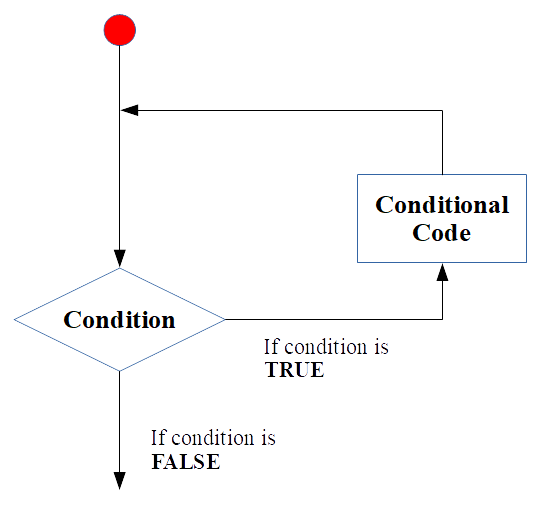 Conditional
Code
Condition
If condition is
TRUE
If condition is
FALSE